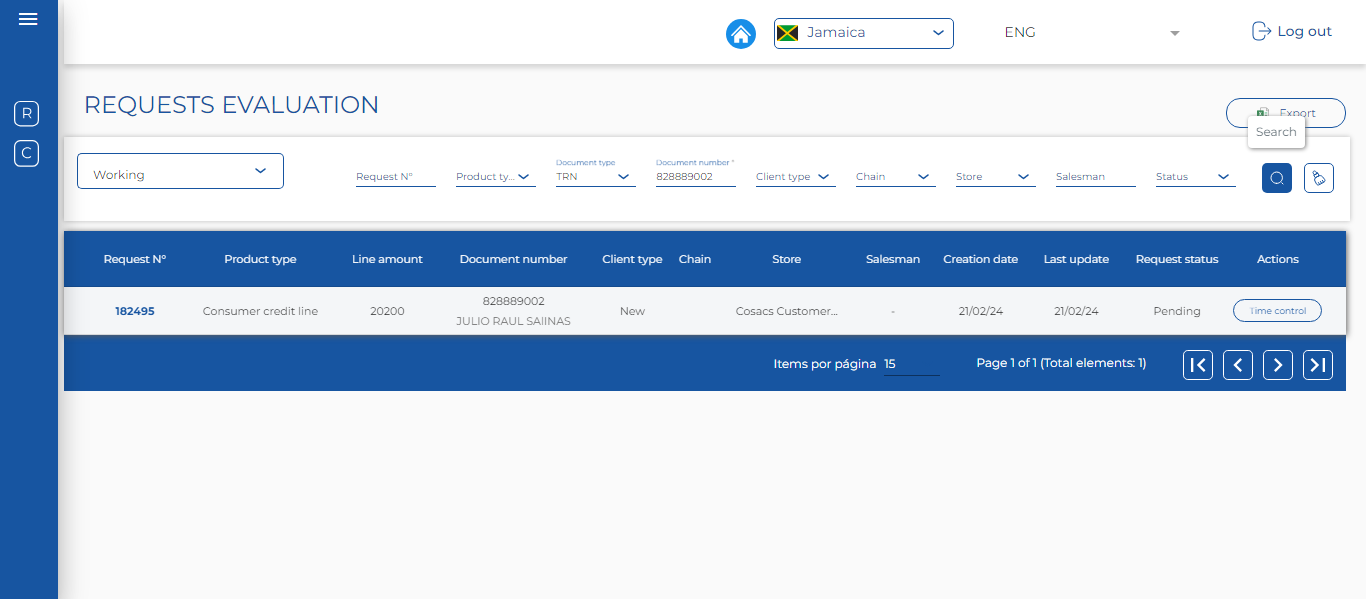 Jamaica
ENG
Log out
R
C
REQUESTS EVALUATION
Export
Search
Working
Request N°
Product ty...
Document type
TRN
Document number *
828889002
Client type
Chain
Store
Salesman
Status
Request N° Product type Line amount Document number Client type Chain Store Salesman Creation date Last update Request status Actions
182495 Consumer credit line 20200 828889002 New Cosacs Customer... - 21/02/24 21/02/24 Pending Time control
JULIO RAUL SAIINAS
Items por página 15 Page 1 of 1 (Total elements: 1)